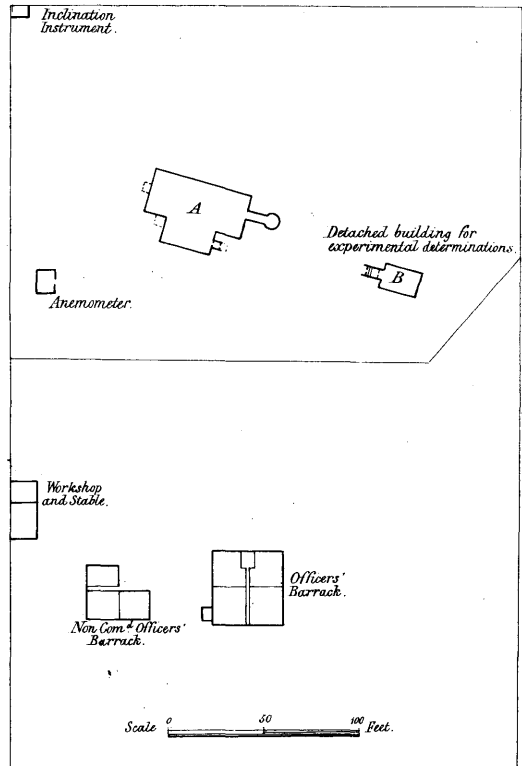 Inclination
Instrument.
A
Detached building for
experimental determinations.
B
Anemometer.
Workshop
and Stable.
Officers'
Barrack.
Non Com.d Officers'
Barrack.
Scale 0 50 100 Feet.